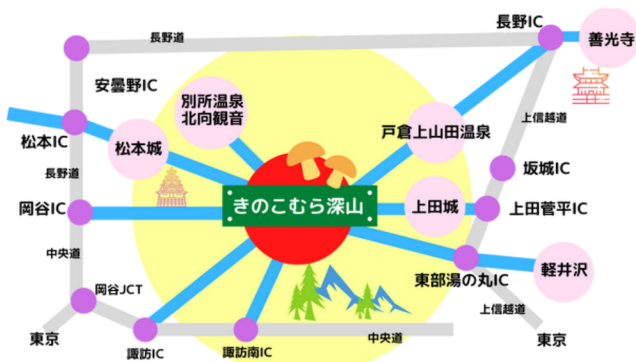 長野IC
善光寺
長野道
安曇野IC
別所温泉
北向観音
上信越道
戸倉上山田温泉
松本IC
松本城
坂城IC
長野道
きのこむら深山
岡谷IC
上田城
上田菅平IC
中央道
東部湯の丸IC
軽井沢
岡谷JCT
上信越道
東京
諏訪IC
諏訪南IC
中央道
東京